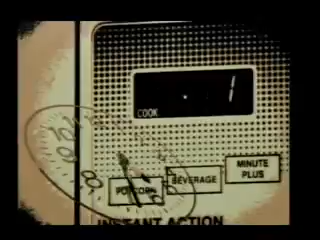 1
COOK
MINUTE
PLUS
BEVERAGE
POPCORN
INSTANT ACTION